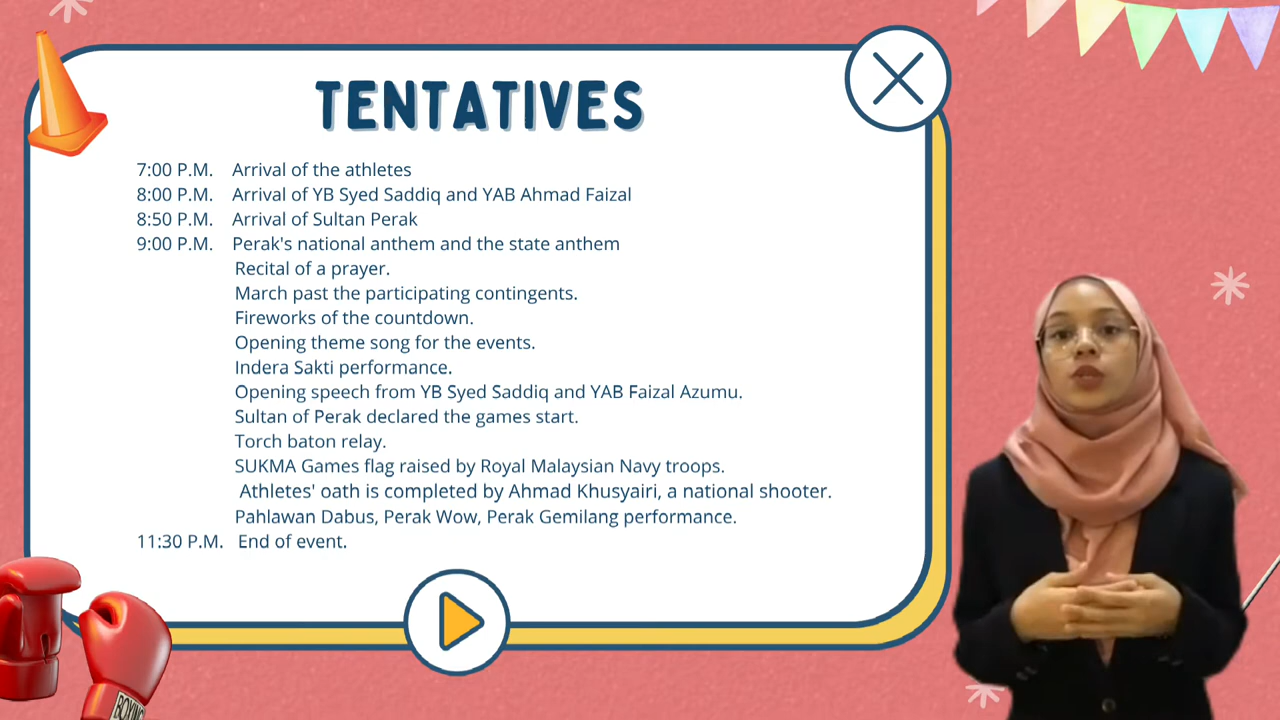 TENTATIVES
7:00 P.M. Arrival of the athletes
8:00 P.M. Arrival of YB Syed Saddiq and YAB Ahmad Faizal
8:50 P.M. Arrival of Sultan Perak
9:00 P.M. Perak's national anthem and the state anthem
Recital of a prayer.
March past the participating contingents.
Fireworks of the countdown.
Opening theme song for the events.
Indera Sakti performance.
Opening speech from YB Syed Saddiq and YAB Faizal Azumu.
Sultan of Perak declared the games start.
Torch baton relay.
SUKMA Games flag raised by Royal Malaysian Navy troops.
Athletes' oath is completed by Ahmad Khusyairi, a national shooter.
Pahlawan Dabus, Perak Wow, Perak Gemilang performance.
11:30 P.M. End of event.